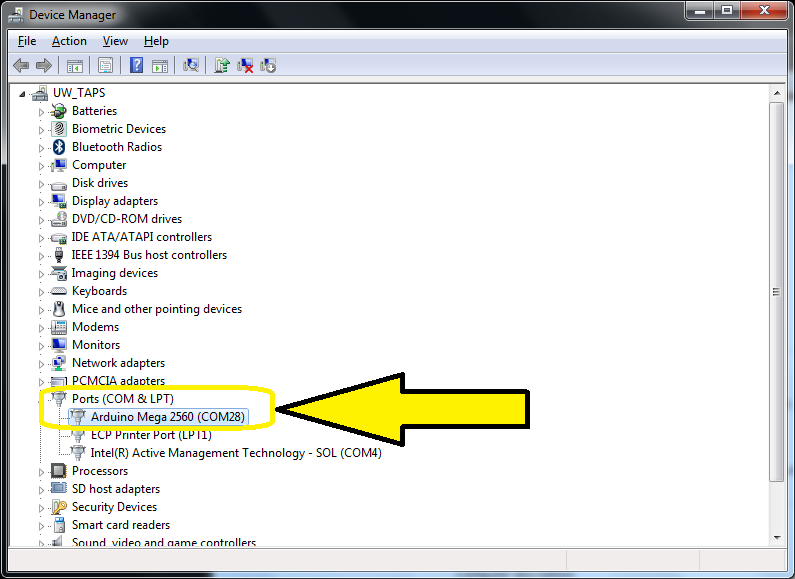 Device Manager
File Action View Help
UW_TAPS
Batteries
Biometric Devices
Bluetooth Radios
Computer
Disk drives
Display adapters
DVD/CD-ROM drives
IDE ATA/ATAPI controllers
IEEE 1394 Bus host controllers
Imaging devices
Keyboards
Mice and other pointing devices
Modems
Monitors
Network adapters
PCMCIA adapters
Ports (COM & LPT)
Arduino Mega 2560 (COM28)
ECP Printer Port (LPT1)
Intel(R) Active Management Technology - SOL (COM4)
Processors
SD host adapters
Security Devices
Smart card readers
Sound, video and game controllers